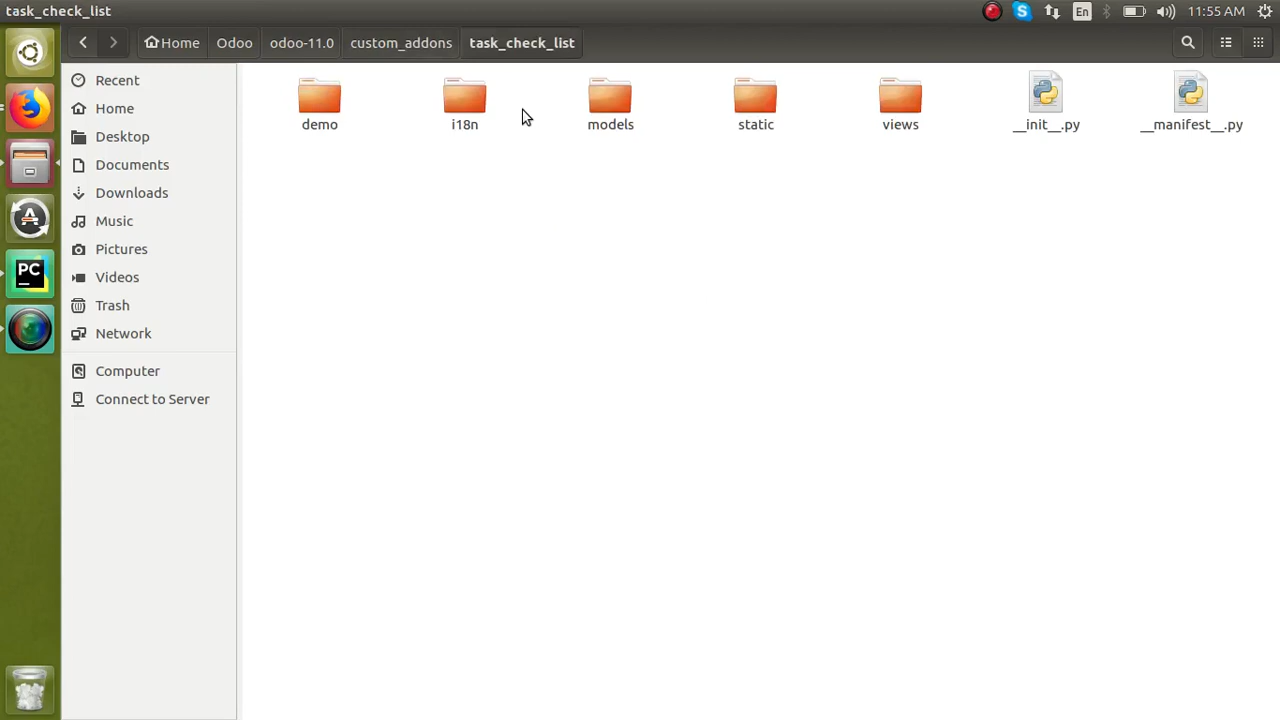 task_check_list
En
11:55 AM
Home
Odoo
odoo-11.0
custom_addons
task_check_list
Recent
Home
Desktop
Documents
Downloads
Music
Pictures
Videos
Trash
Network
Computer
Connect to Server
demo
i18n
models
static
views
__init__.py
__manifest__.py
PC